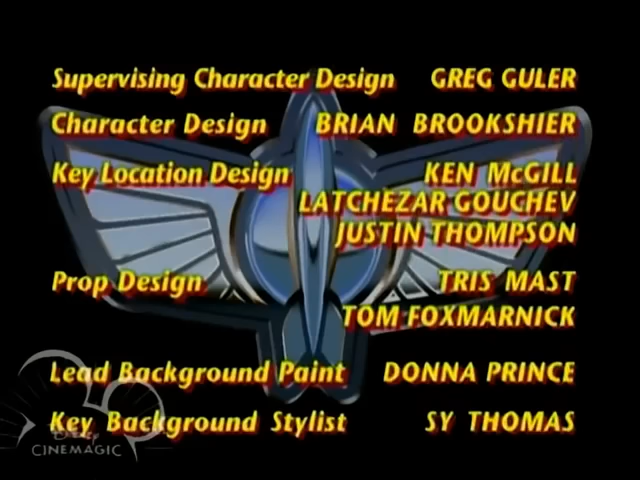 Supervising Character Design GREG GULER
Character Design BRIAN BROOKSHIER
Key Location Design KEN McGILL
LATCHEZAR GOUCHEV
JUSTIN THOMPSON
Prop Design TRIS MAST
TOM FOXMARNICK
Lead Background Paint DONNA PRINCE
Key Background Stylist SY THOMAS
Disney
CINEMAGIC